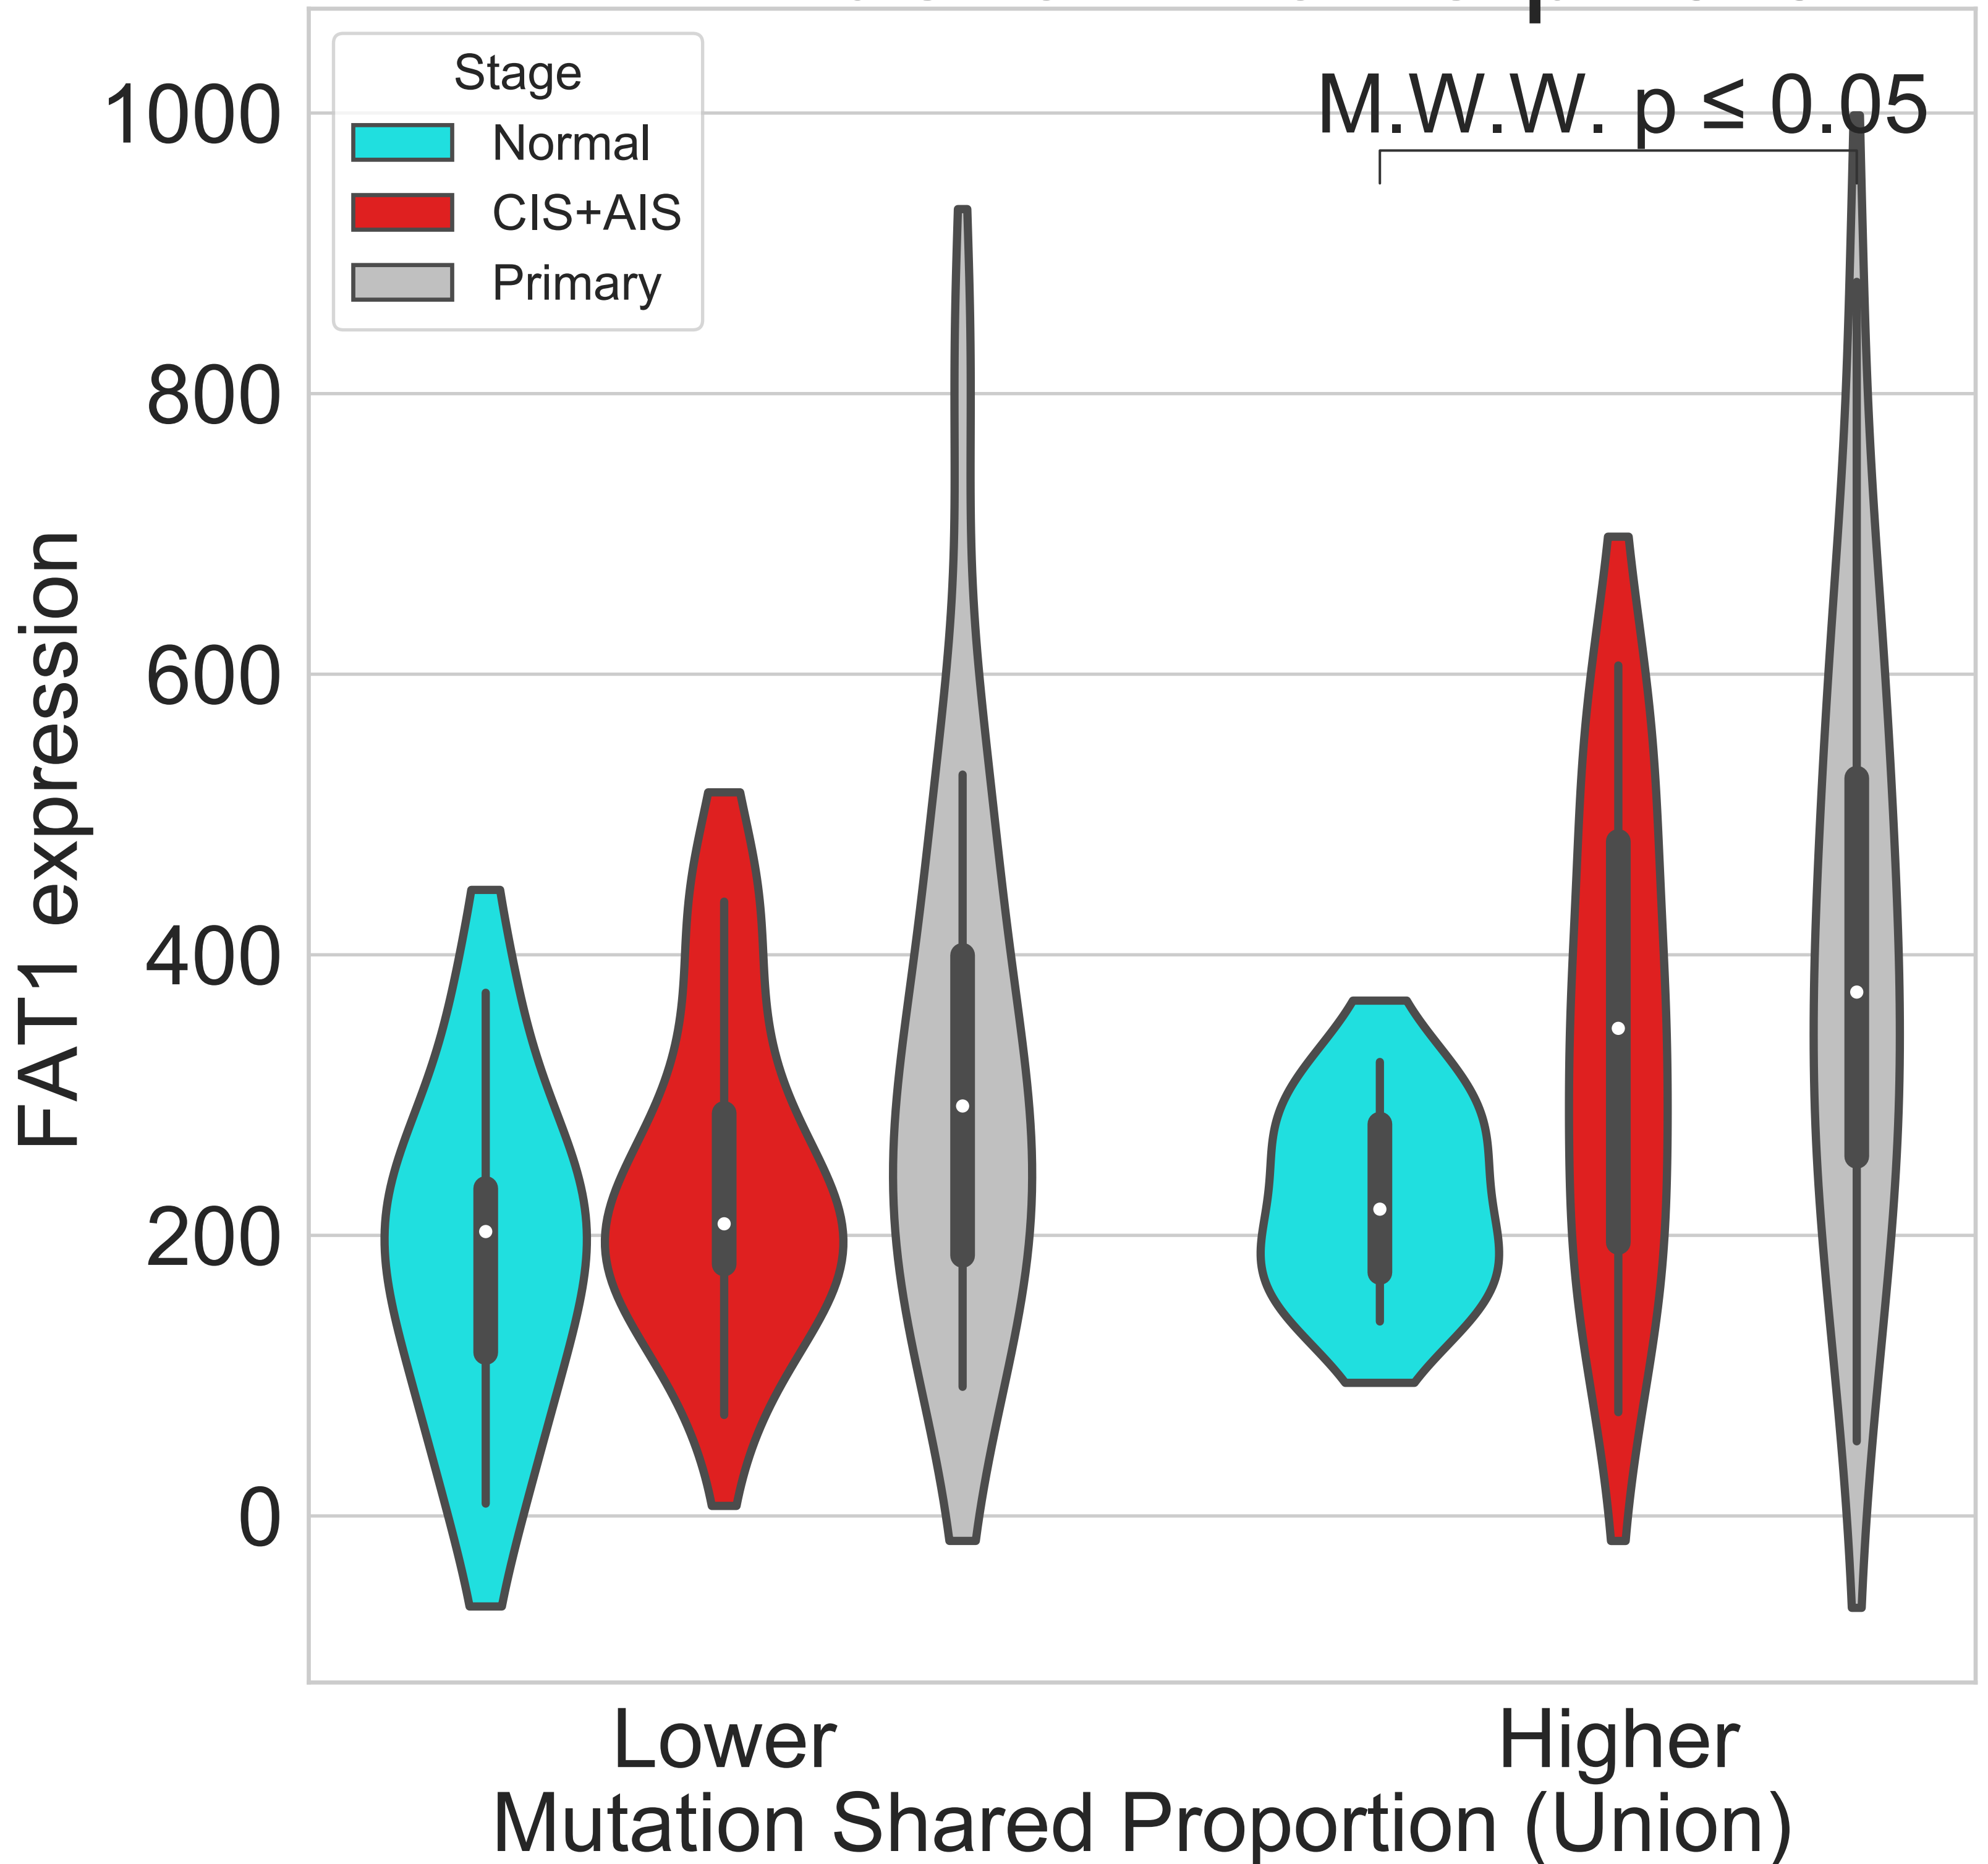 Stage
Normal
CIS+AIS
Primary
M.W.W. p ≤ 0.05
1000
800
600
400
200
0
FAT1 expression
Lower
Higher
Mutation Shared Proportion (Union)